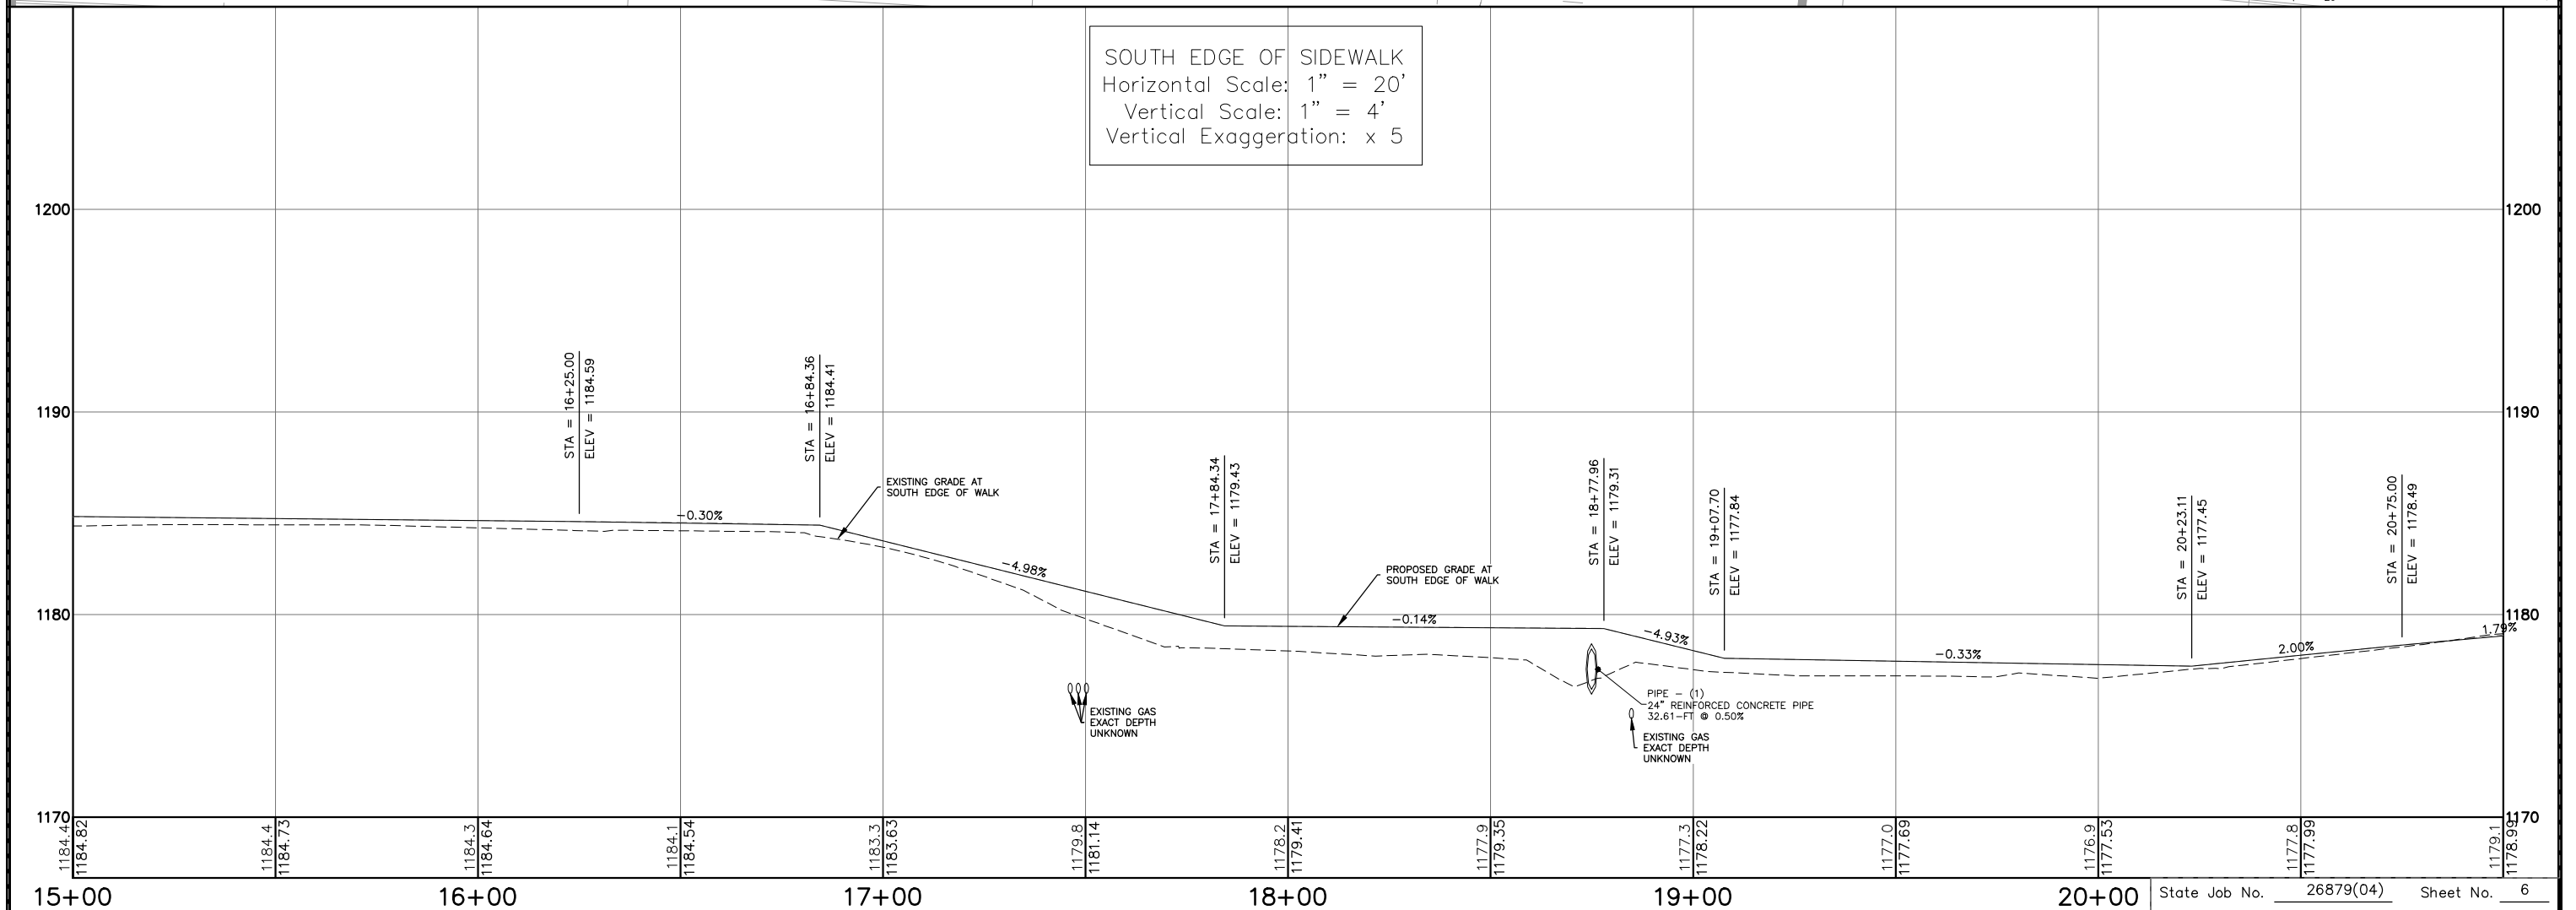 SOUTH EDGE OF SIDEWALK
Horizontal Scale: 1" = 20'
Vertical Scale: 1" = 4'
Vertical Exaggeration: x 5
1200
1200
1190
1190
STA = 16+25.00
ELEV = 1184.59
STA = 16+84.36
ELEV = 1184.41
STA = 17+84.34
ELEV = 1179.43
STA = 18+77.96
ELEV = 1179.31
STA = 19+07.70
ELEV = 1177.84
STA = 20+23.11
ELEV = 1177.45
STA = 20+75.00
ELEV = 1178.49
EXISTING GRADE AT
SOUTH EDGE OF WALK
-0.30%
-4.98%
PROPOSED GRADE AT
SOUTH EDGE OF WALK
-0.14%
-4.93%
-0.33%
2.00%
1.79%
1180
1180
EXISTING GAS
EXACT DEPTH
UNKNOWN
PIPE - (1)
24" REINFORCED CONCRETE PIPE
32.61-FT @ 0.50%
EXISTING GAS
EXACT DEPTH
UNKNOWN
1170
1170
1184.4
1184.82
1184.4
1184.73
1184.3
1184.64
1184.1
1184.54
1183.3
1183.63
1179.8
1181.14
1178.2
1179.41
1177.9
1179.35
1177.3
1178.22
1177.0
1177.69
1176.9
1177.53
1177.8
1177.99
1179.1
1178.99
15+00
16+00
17+00
18+00
19+00
20+00
State Job No. 26879(04) Sheet No. 6